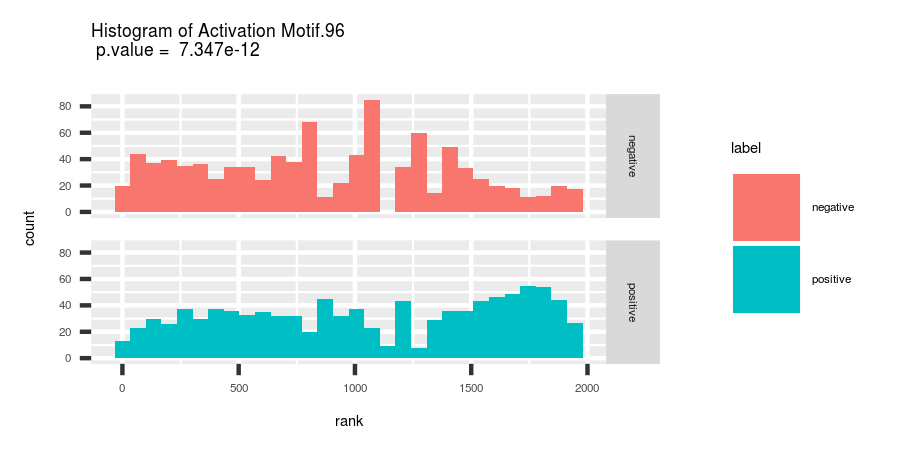 Histogram of Activation Motif.96
p.value = 7.347e-12
count
80
60
40
20
0
negative
80
60
40
20
0
positive
0 500 1000 1500 2000
rank
label
negative
positive